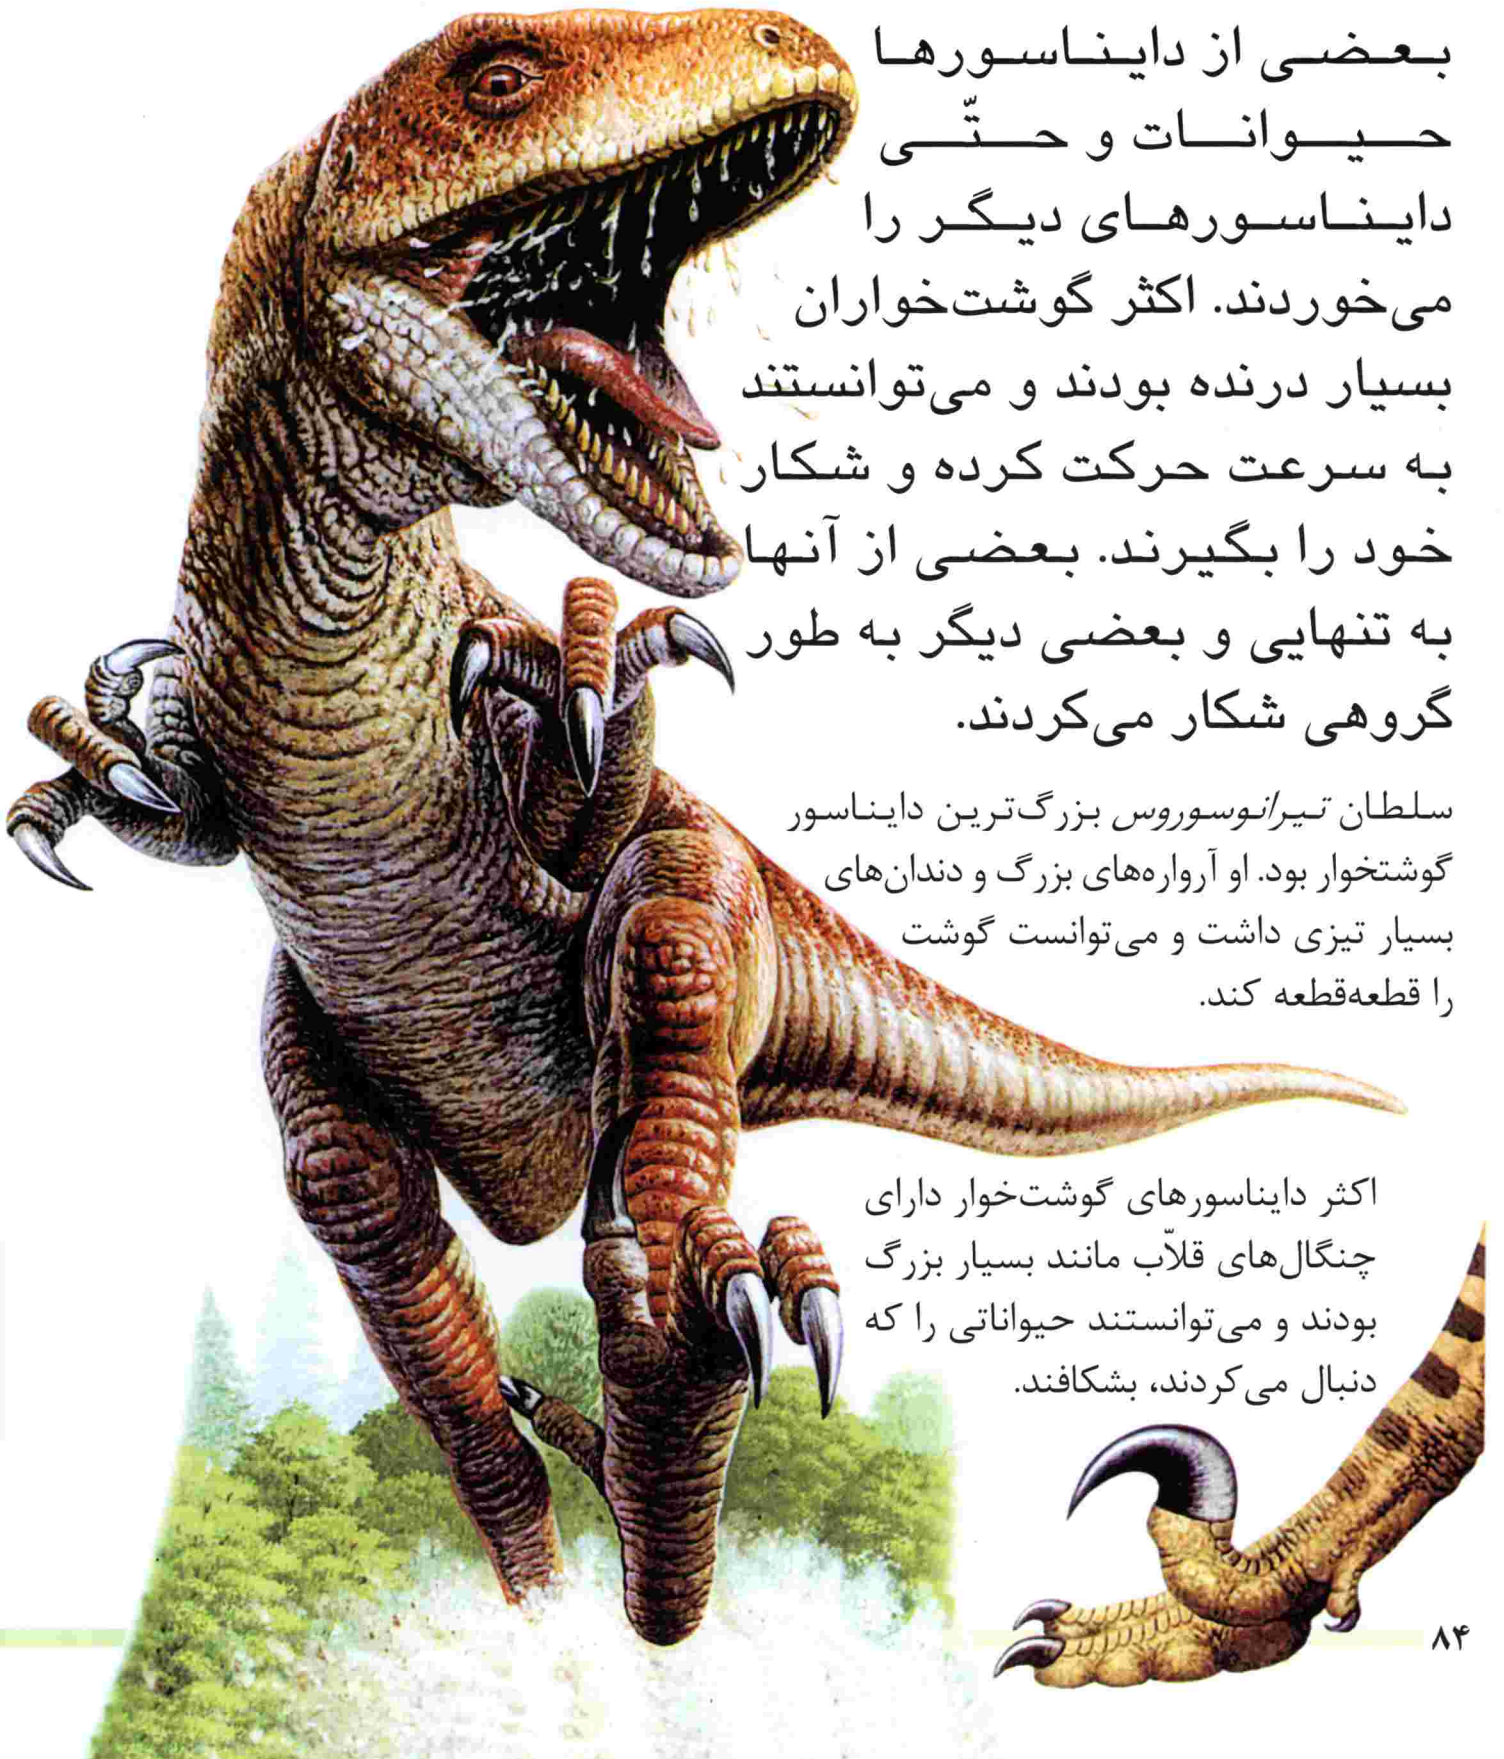 بعضی از دایناسورها
حیوانات و حتّی
دایناسورهای دیگر را
می‌خوردند. اکثر گوشت‌خواران
بسیار درنده بودند و می‌توانستند
به سرعت حرکت کرده و شکار
خود را بگیرند. بعضی از آنها
به تنهایی و بعضی دیگر به طور
گروهی شکار می‌کردند.
سلطان تیرانوسوروس بزرگ‌ترین دایناسور
گوشتخوار بود. او آرواره‌های بزرگ و دندان‌های
بسیار تیزی داشت و می‌توانست گوشت
را قطعه‌قطعه کند.
اکثر دایناسورهای گوشت‌خوار دارای
چنگال‌های قلاّب مانند بسیار بزرگ
بودند و می‌توانستند حیواناتی را که
دنبال می‌کردند، بشکافند.
۸۴